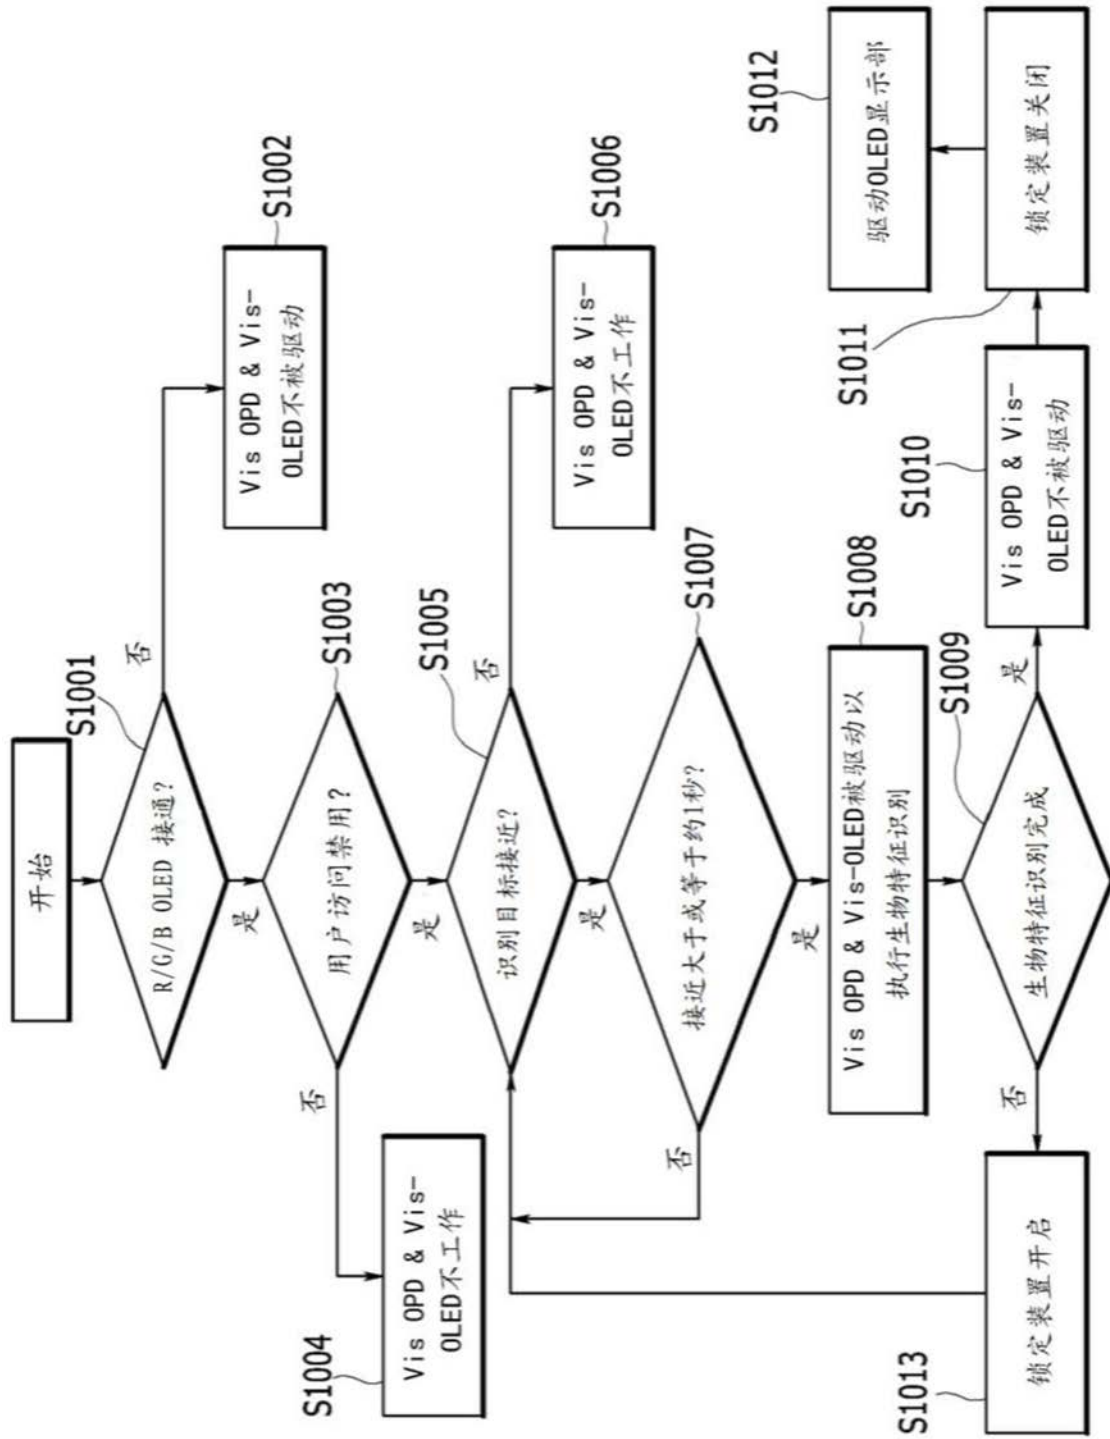 开始
S1001
R/G/B OLED 接通?
否
Vis OPD & Vis-
OLED不被驱动
S1002
是
用户访问禁用?
S1003
否
Vis OPD & Vis-
OLED不工作
S1004
是
S1005
识别目标接近?
否
Vis OPD & Vis-
OLED不工作
S1006
是
接近大于或等于约1秒?
S1007
否
是
Vis OPD & Vis-OLED被驱动以
执行生物特征识别
S1008
S1009
生物特征识别完成
是
Vis OPD & Vis-
OLED不被驱动
S1010
锁定装置关闭
S1011
驱动OLED显示部
S1012
否
锁定装置开启
S1013